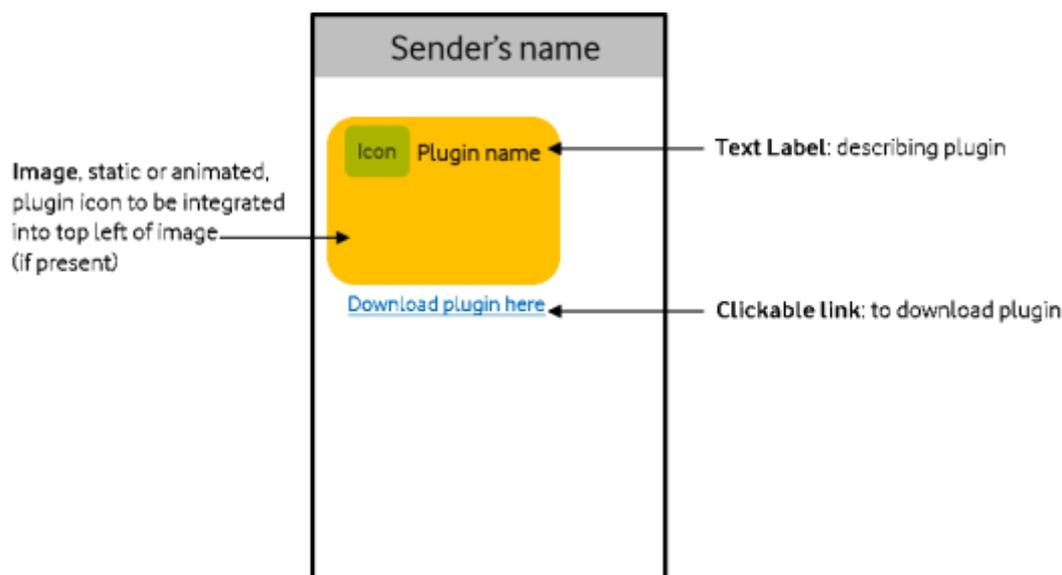 Sender's name
Icon
Plugin name
Text Label: describing plugin
Image, static or animated,
plugin icon to be integrated
into top left of image
(if present)
Download plugin here
Clickable link: to download plugin